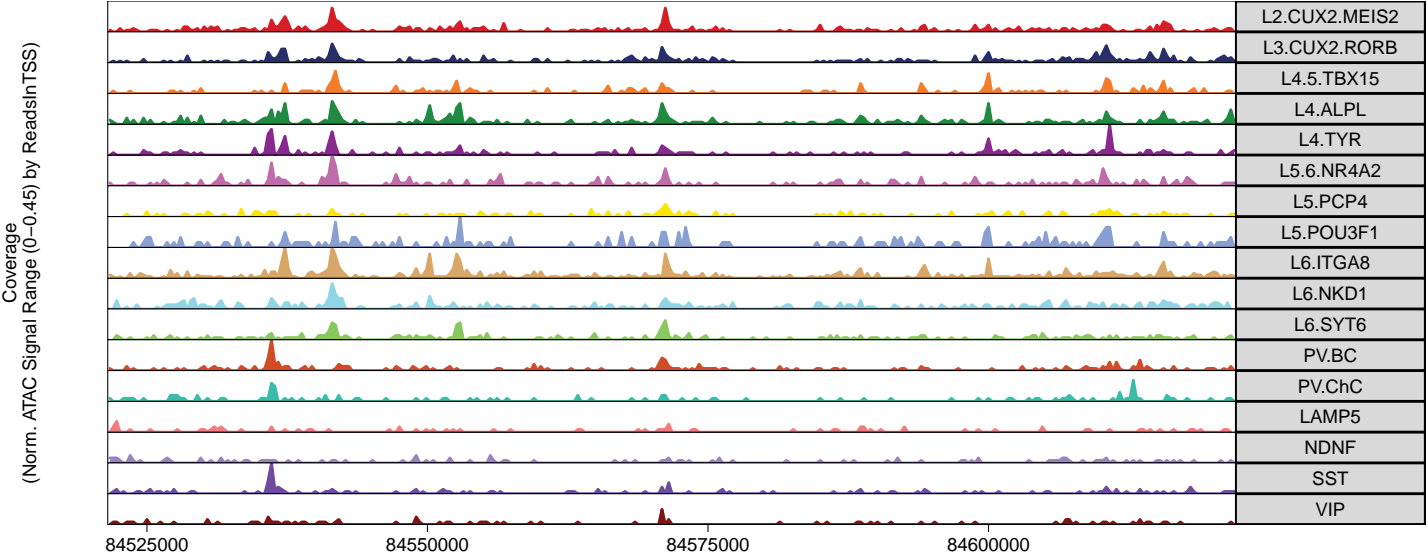 Coverage
(Norm. ATAC Signal Range (0−0.45) by ReadsInTSS)
L2.CUX2.MEIS2
L3.CUX2.RORB
L4.5.TBX15
L4.ALPL
L4.TYR
L5.6.NR4A2
L5.PCP4
L5.POU3F1
L6.ITGA8
L6.NKD1
L6.SYT6
PV.BC
PV.ChC
LAMP5
NDNF
SST
VIP
84525000 84550000 84575000 84600000